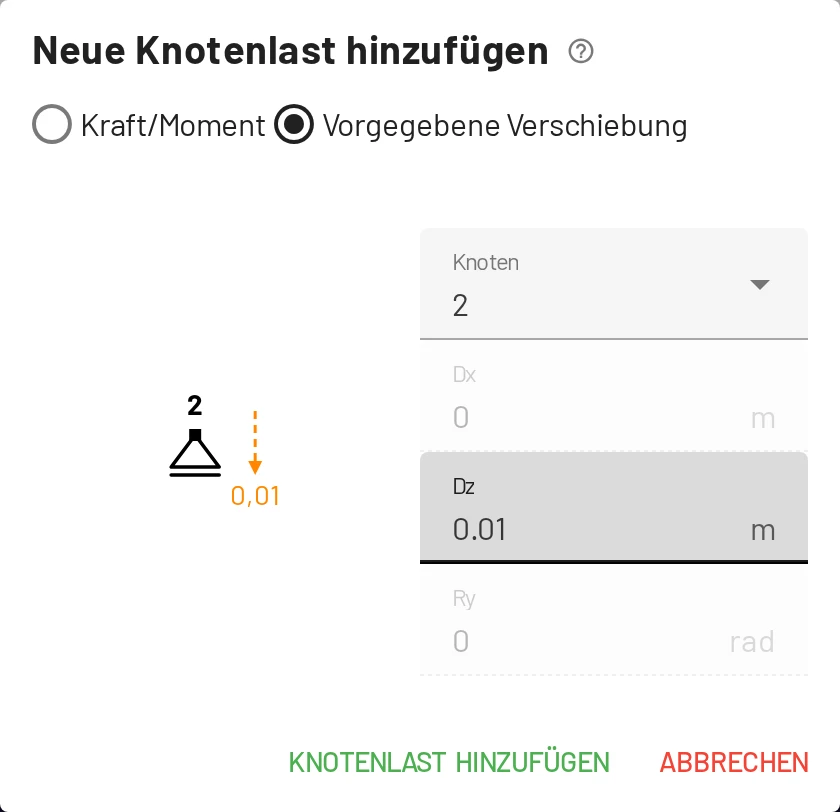 Neue Knotenlast hinzufügen
Kraft/Moment Vorgegebene Verschiebung
Knoten
2
Dx
0 m
2
0,01
Dz
0.01 m
Ry
0 rad
KNOTENLAST HINZUFÜGEN ABBRECHEN